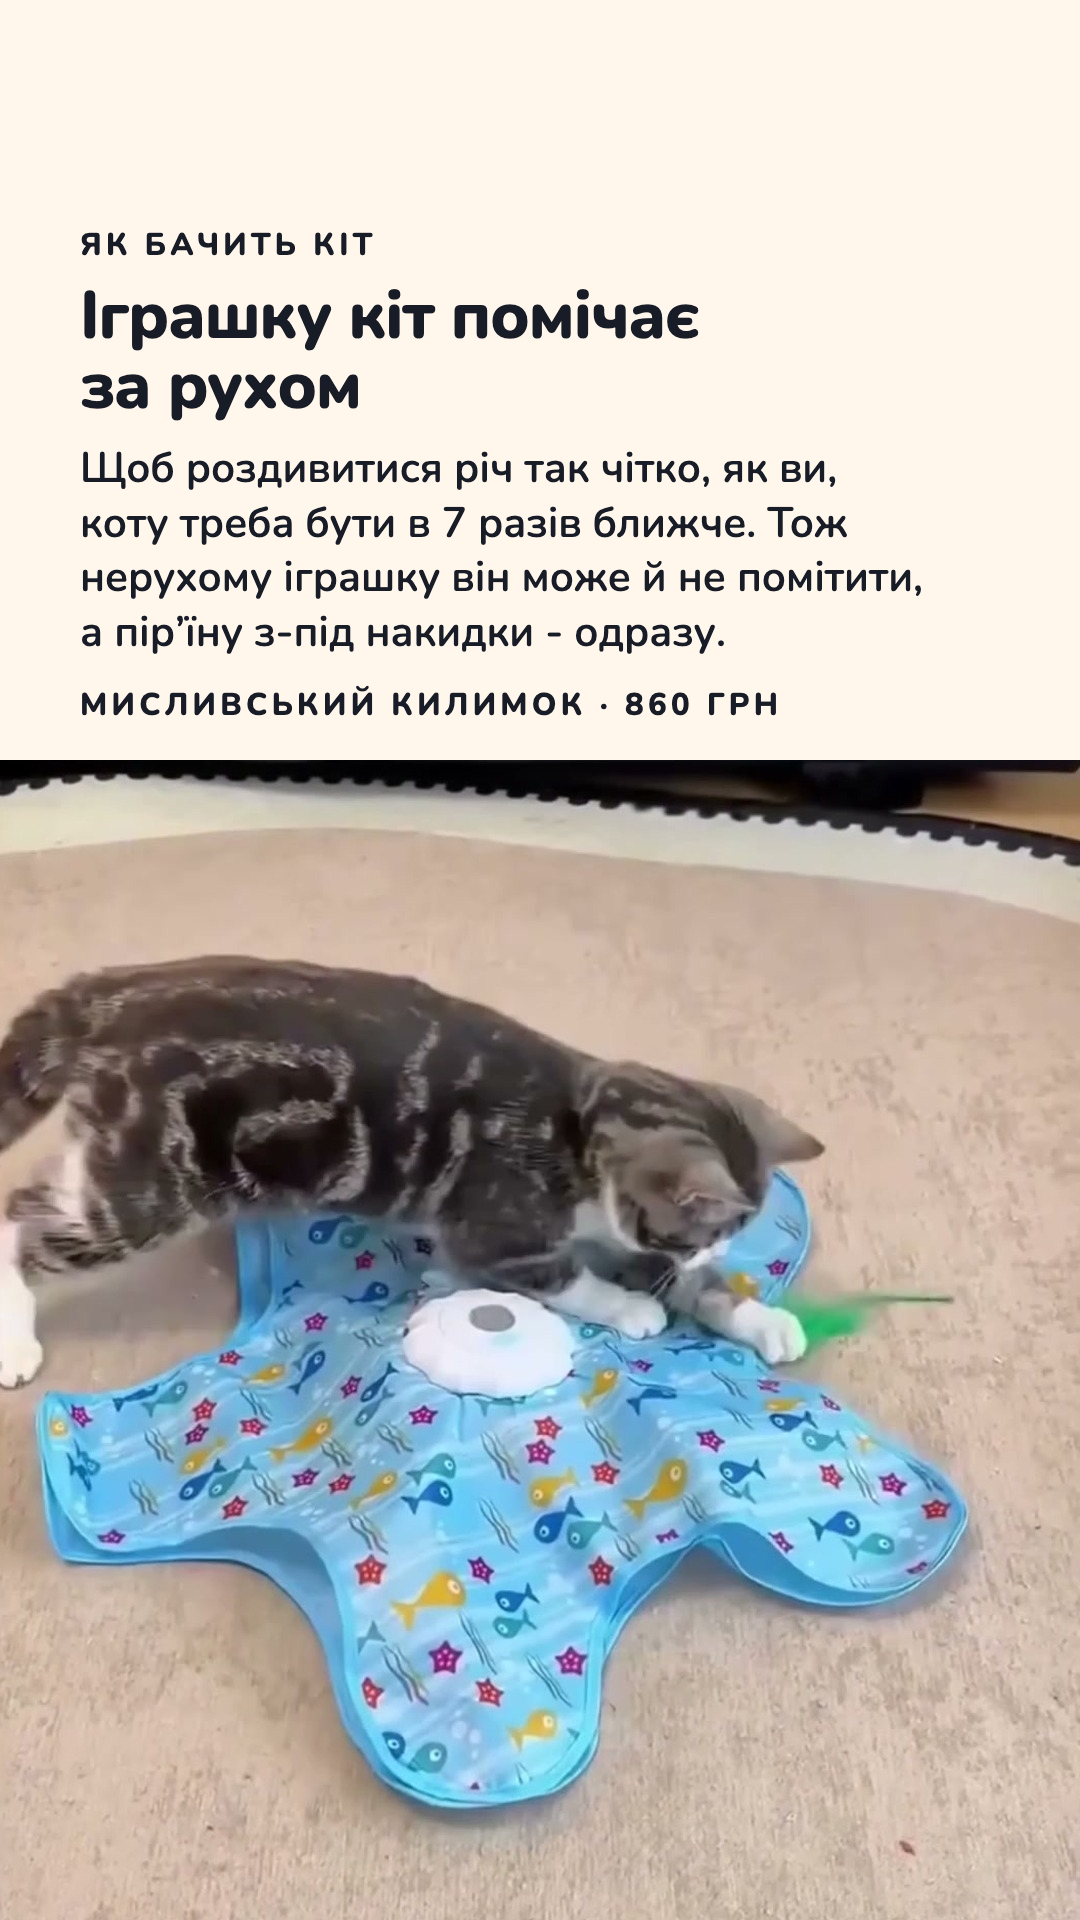 ЯК БАЧИТЬ КІТ
Іграшку кіт помічає
за рухом
Щоб роздивитися річ так чітко, як ви,
коту треба бути в 7 разів ближче. Тож
нерухому іграшку він може й не помітити,
а пір’їну з-під накидки - одразу.
МИСЛИВСЬКИЙ КИЛИМОК · 860 ГРН